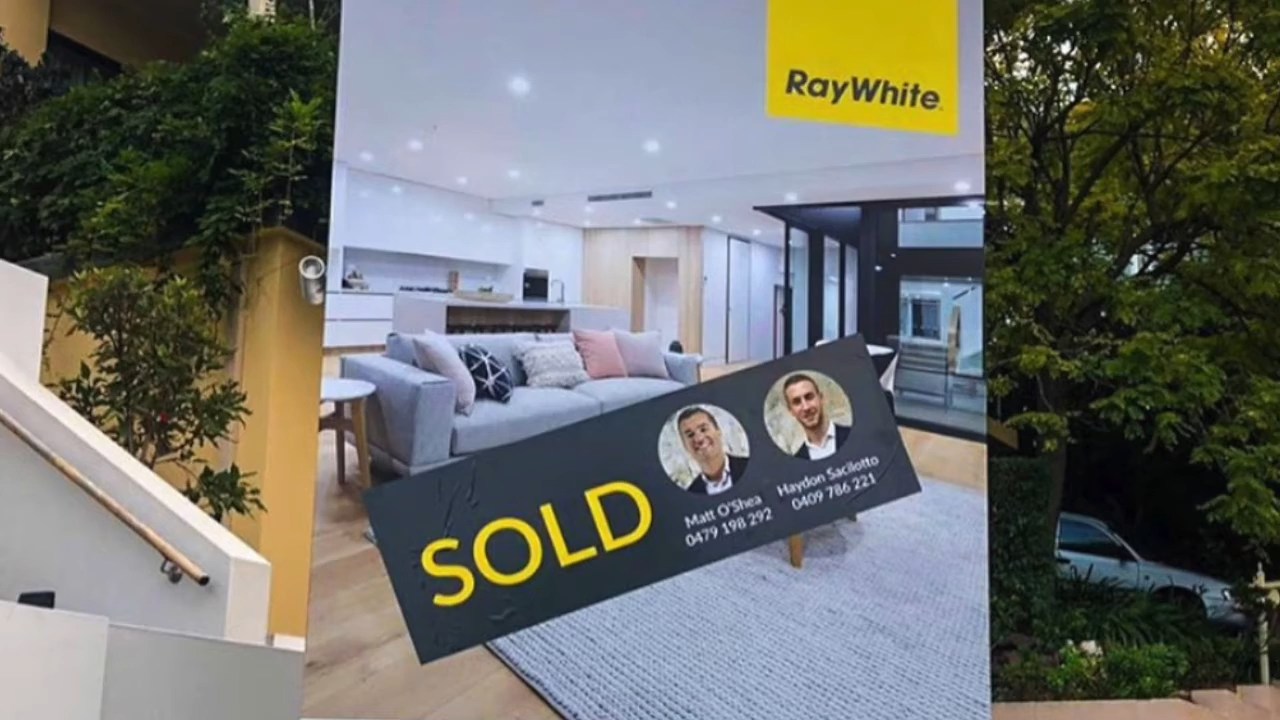 RayWhite
SOLD
Matt O'Shea
0479 198 292
Haydon Sacilotto
0409 786 221